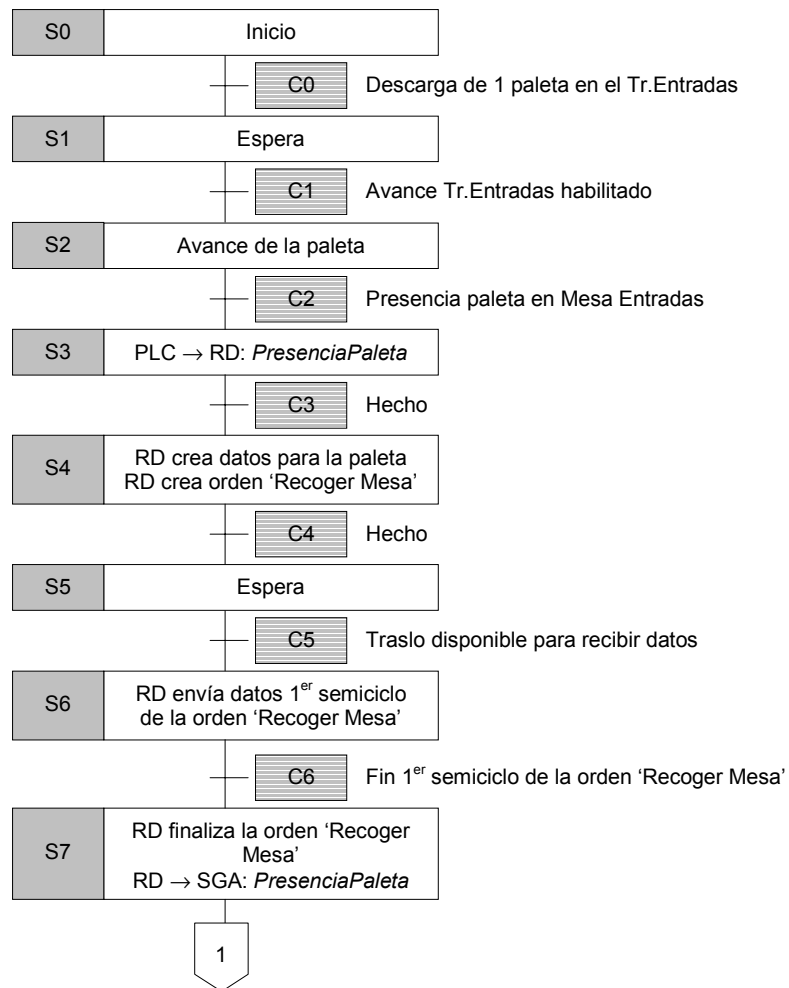 S0 Inicio
C0 Descarga de 1 paleta en el Tr.Entradas
S1 Espera
C1 Avance Tr.Entradas habilitado
S2 Avance de la paleta
C2 Presencia paleta en Mesa Entradas
S3 PLC → RD: PresenciaPaleta
C3 Hecho
S4 RD crea datos para la paleta
RD crea orden ‘Recoger Mesa’
C4 Hecho
S5 Espera
C5 Traslo disponible para recibir datos
S6 RD envía datos 1er semiciclo
de la orden ‘Recoger Mesa’
C6 Fin 1er semiciclo de la orden ‘Recoger Mesa’
S7 RD finaliza la orden ‘Recoger
Mesa’
RD → SGA: PresenciaPaleta
1